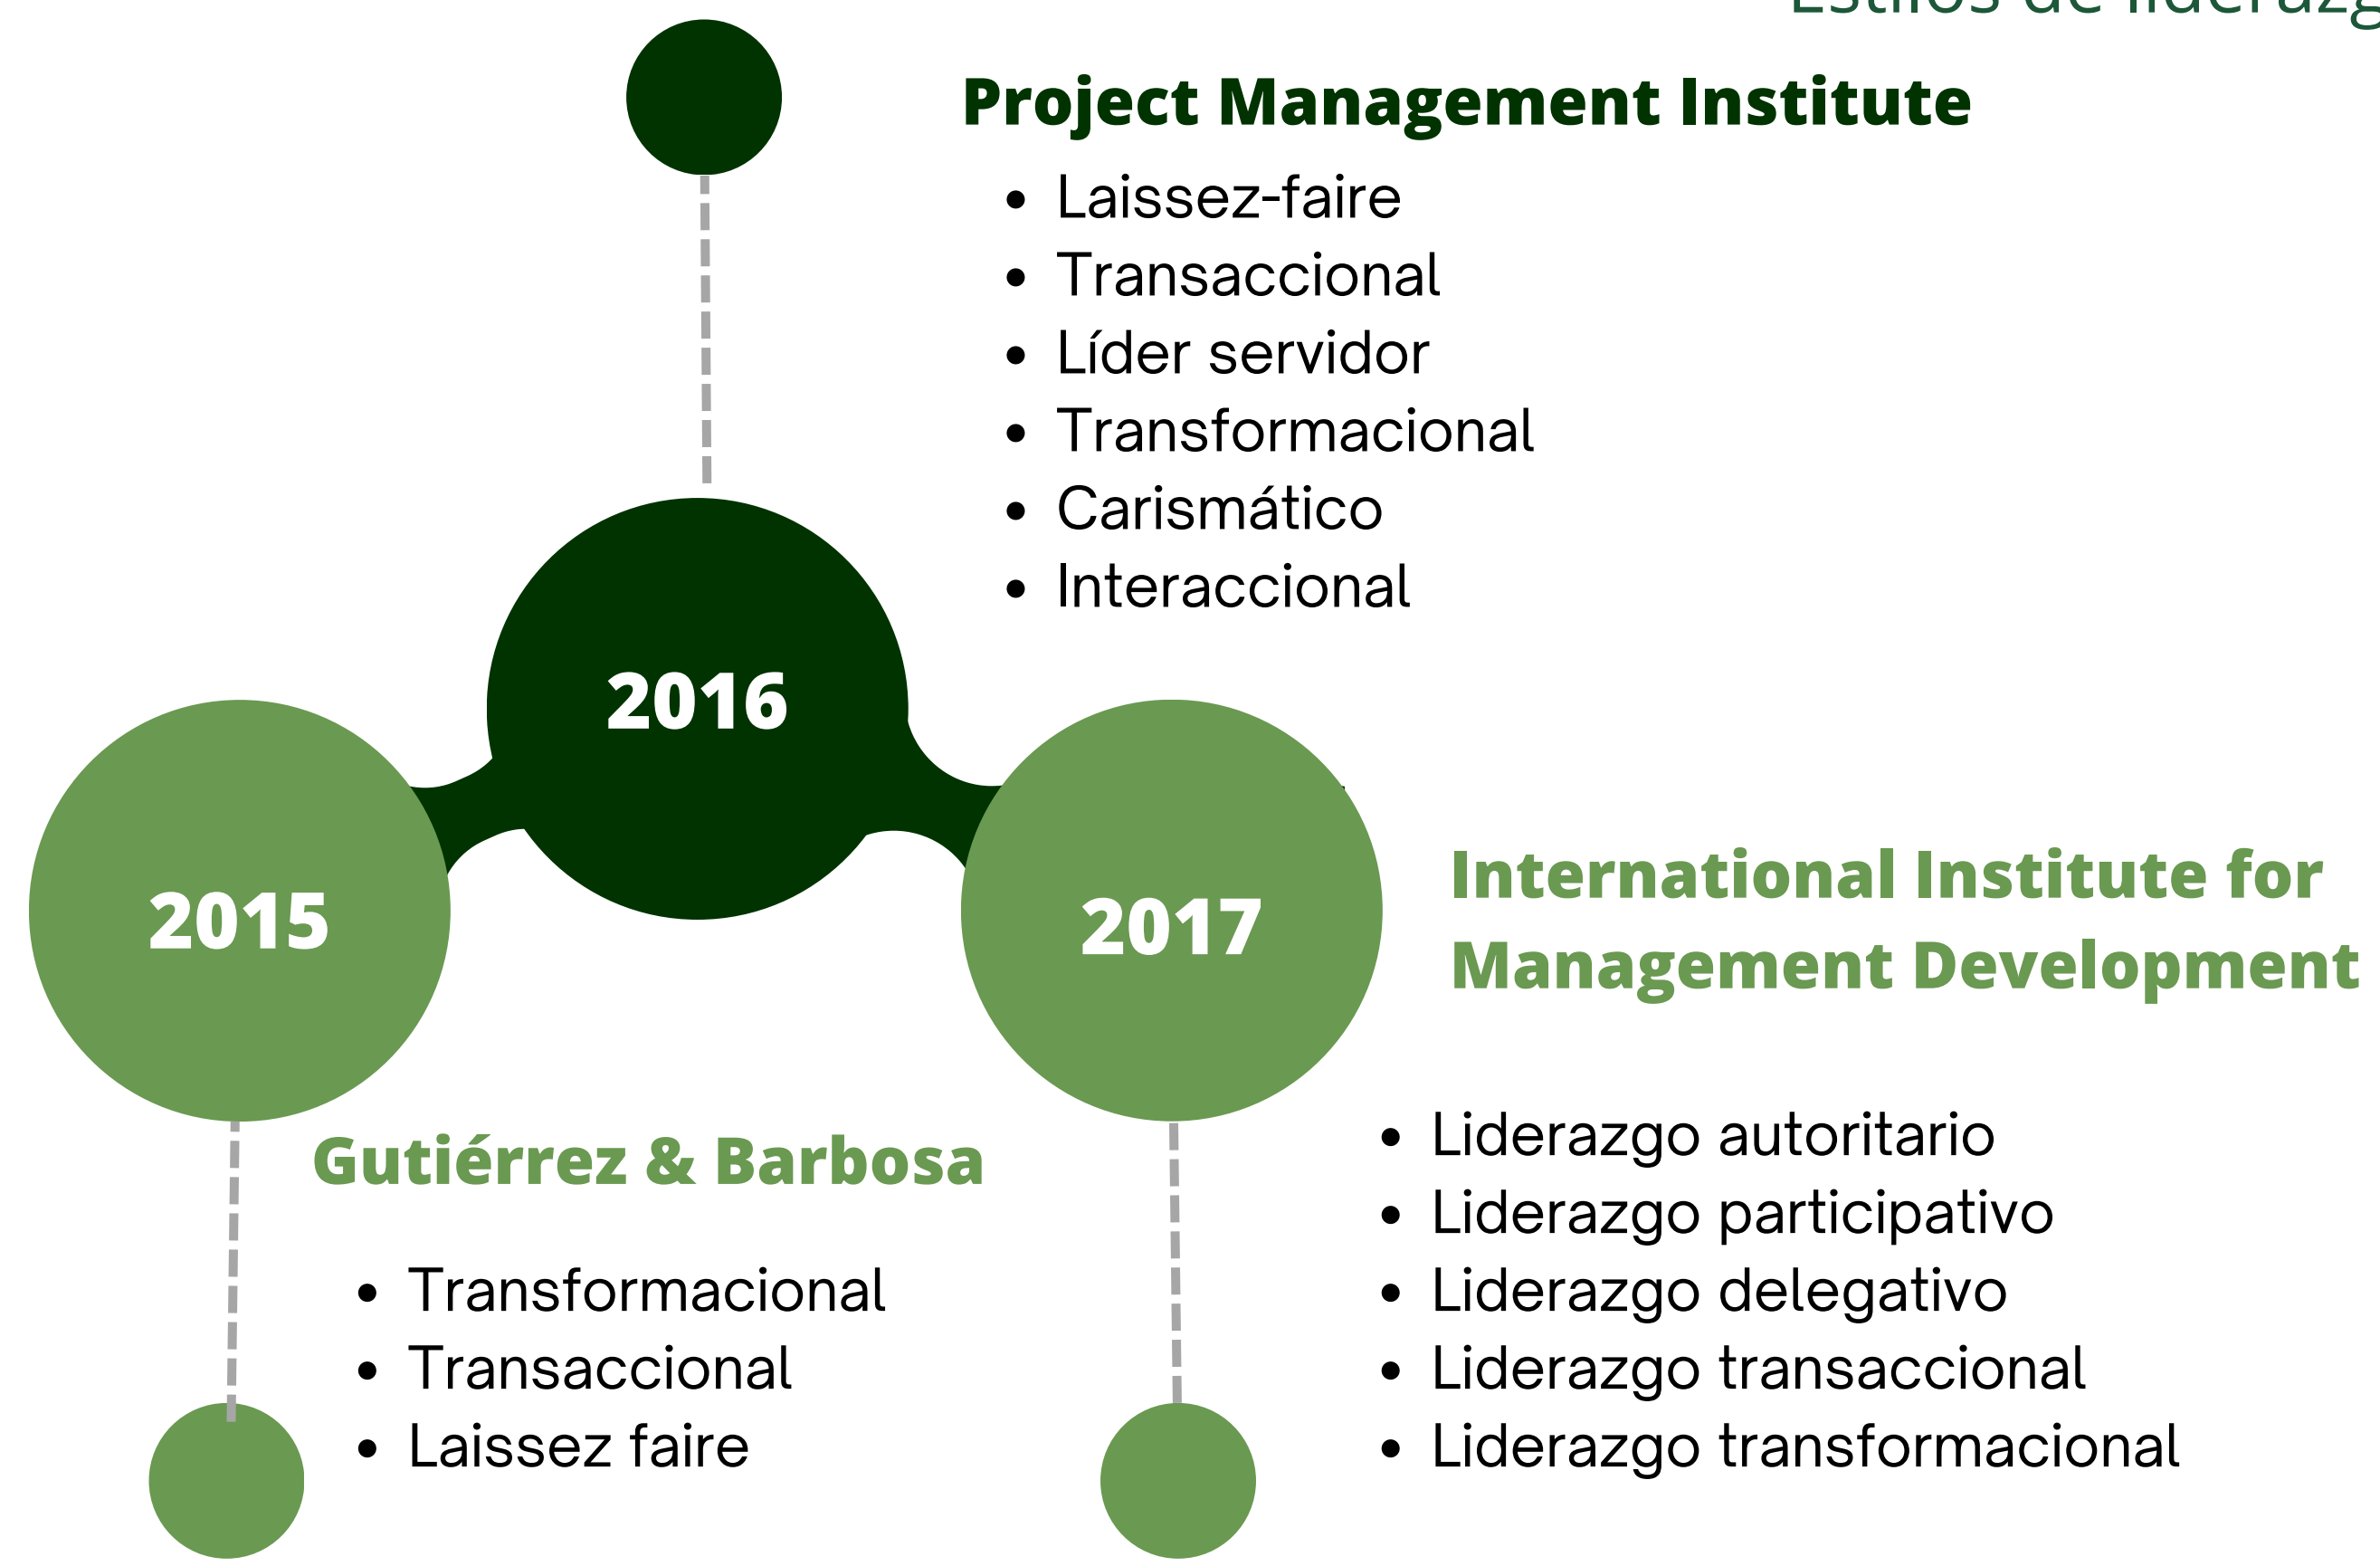 Project Management Institute
Laissez-faire
Transaccional
Líder servidor
Transformacional
Carismático
Interaccional
2016
2015
2017
International Institute for
Management Development
Gutiérrez & Barbosa
Transformacional
Transacional
Laissez faire
Liderazgo autoritario
Liderazgo participativo
Liderazgo delegativo
Liderazgo transaccional
Liderazgo transformacional